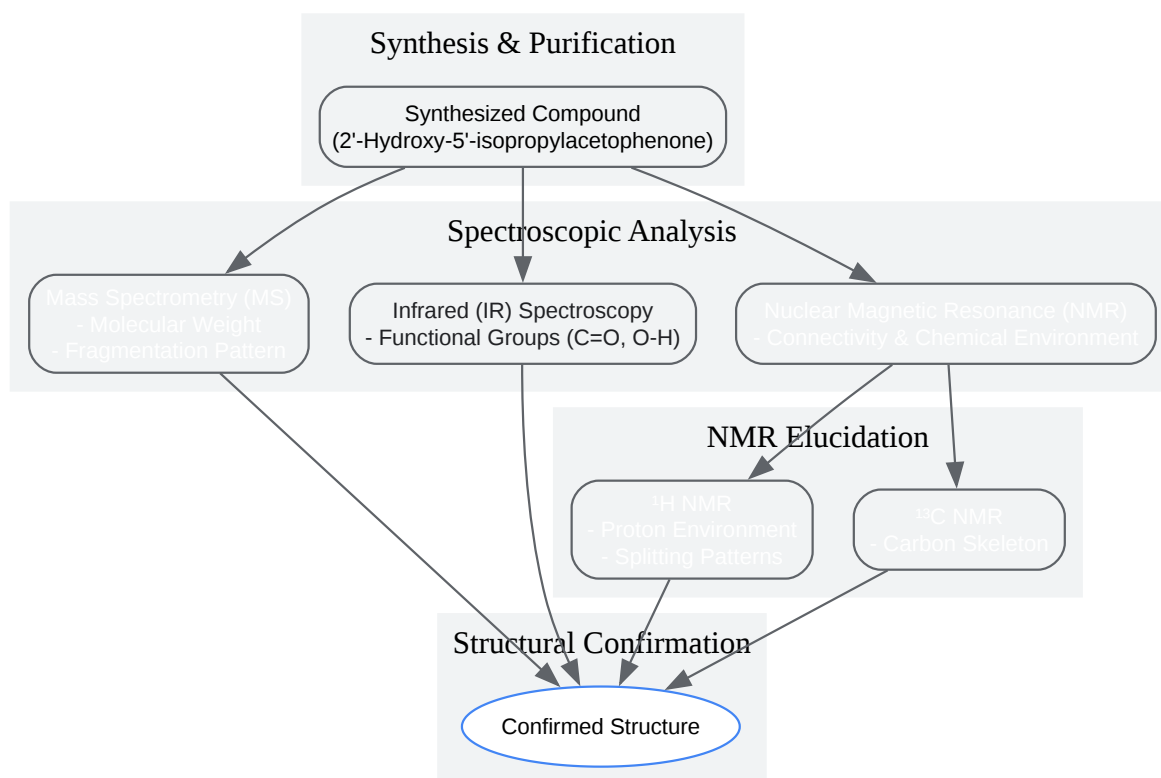 Synthesis & Purification
Synthesized Compound
(2'-Hydroxy-5'-isopropylacetophenone)
Spectroscopic Analysis
Mass Spectrometry (MS)
- Molecular Weight
- Fragmentation Pattern
Infrared (IR) Spectroscopy
- Functional Groups (C=O, O-H)
Nuclear Magnetic Resonance (NMR)
- Connectivity & Chemical Environment
NMR Elucidation
¹H NMR
- Proton Environment
- Splitting Patterns
¹³C NMR
- Carbon Skeleton
Structural Confirmation
Confirmed Structure